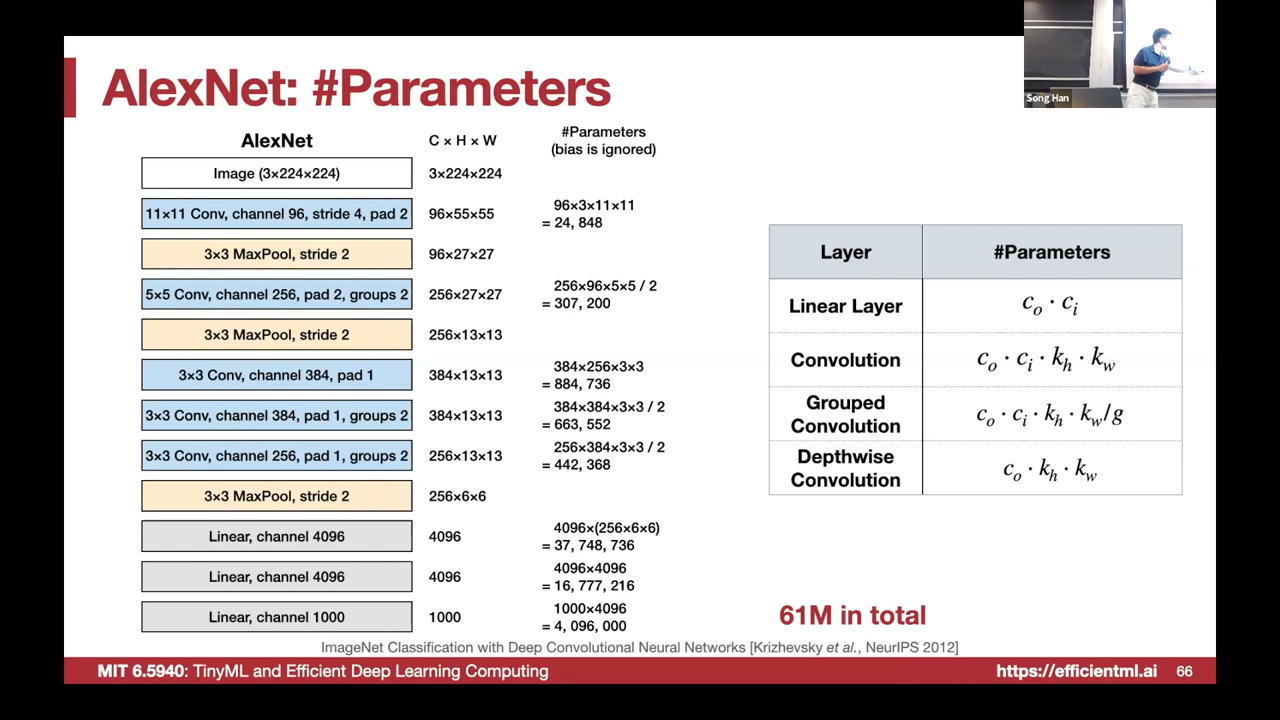 AlexNet: #Parameters
Song Han
AlexNet
C × H × W
#Parameters
(bias is ignored)
Image (3×224×224)
3×224×224
11×11 Conv, channel 96, stride 4, pad 2
96×55×55
96×3×11×11
= 24, 848
3×3 MaxPool, stride 2
96×27×27
5×5 Conv, channel 256, pad 2, groups 2
256×27×27
256×96×5×5 / 2
= 307, 200
3×3 MaxPool, stride 2
256×13×13
3×3 Conv, channel 384, pad 1
384×13×13
384×256×3×3
= 884, 736
3×3 Conv, channel 384, pad 1, groups 2
384×13×13
384×384×3×3 / 2
= 663, 552
3×3 Conv, channel 256, pad 1, groups 2
256×13×13
256×384×3×3 / 2
= 442, 368
3×3 MaxPool, stride 2
256×6×6
Linear, channel 4096
4096
4096×(256×6×6)
= 37, 748, 736
Linear, channel 4096
4096
4096×4096
= 16, 777, 216
Linear, channel 1000
1000
1000×4096
= 4, 096, 000
Layer
#Parameters
Linear Layer
c_o · c_i
Convolution
c_o · c_i · k_h · k_w
Grouped
Convolution
c_o · c_i · k_h · k_w/g
Depthwise
Convolution
c_o · k_h · k_w
61M in total
ImageNet Classification with Deep Convolutional Neural Networks [Krizhevsky et al., NeurIPS 2012]
MIT 6.5940: TinyML and Efficient Deep Learning Computing
https://efficientml.ai
66